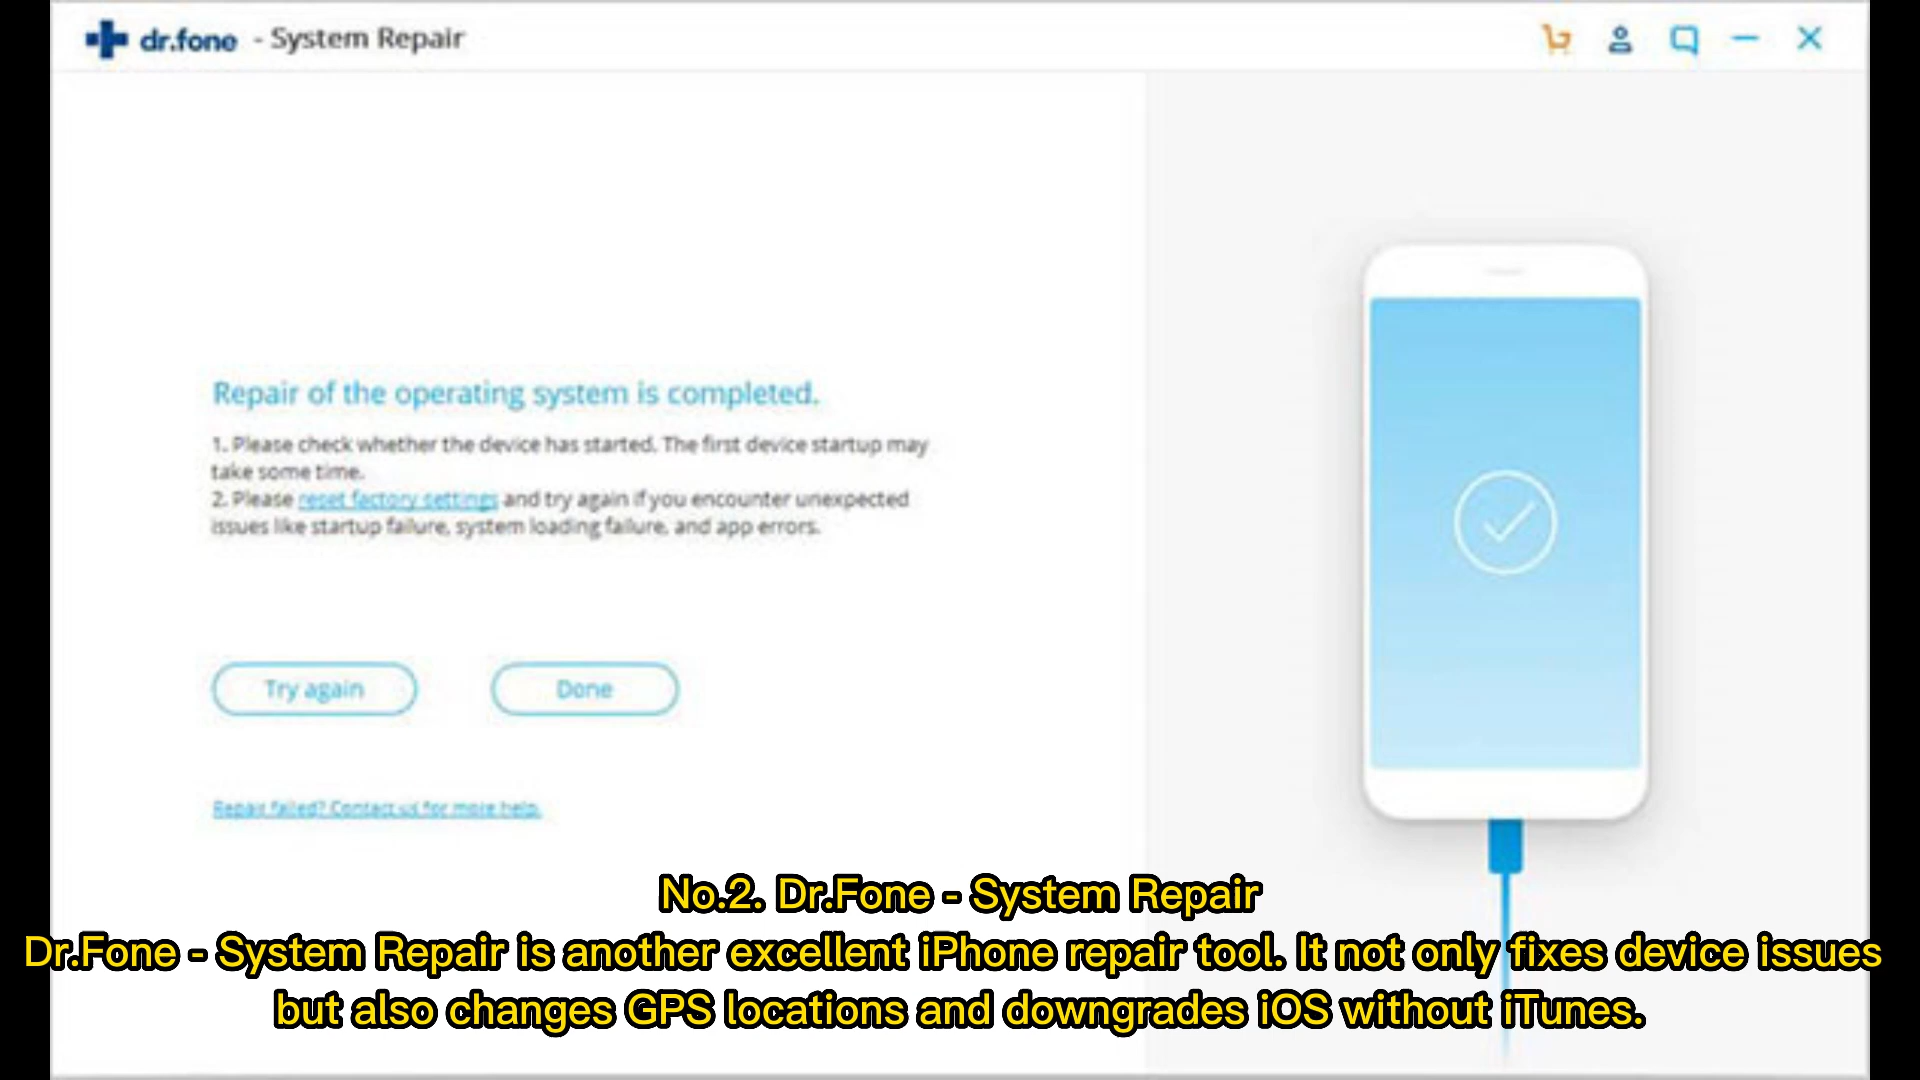 dr.fone - System Repair
Repair of the operating system is completed.
1. Please check whether the device has started. The first device startup may
take some time.
2. Please reset factory settings and try again if you encounter unexpected
issues like startup failure, system loading failure, and app errors.
Try again Done
Repair failed? Contact us for more help.
No.2. Dr.Fone - System Repair
Dr.Fone - System Repair is another excellent iPhone repair tool. It not only fixes device issues
but also changes GPS locations and downgrades iOS without iTunes.